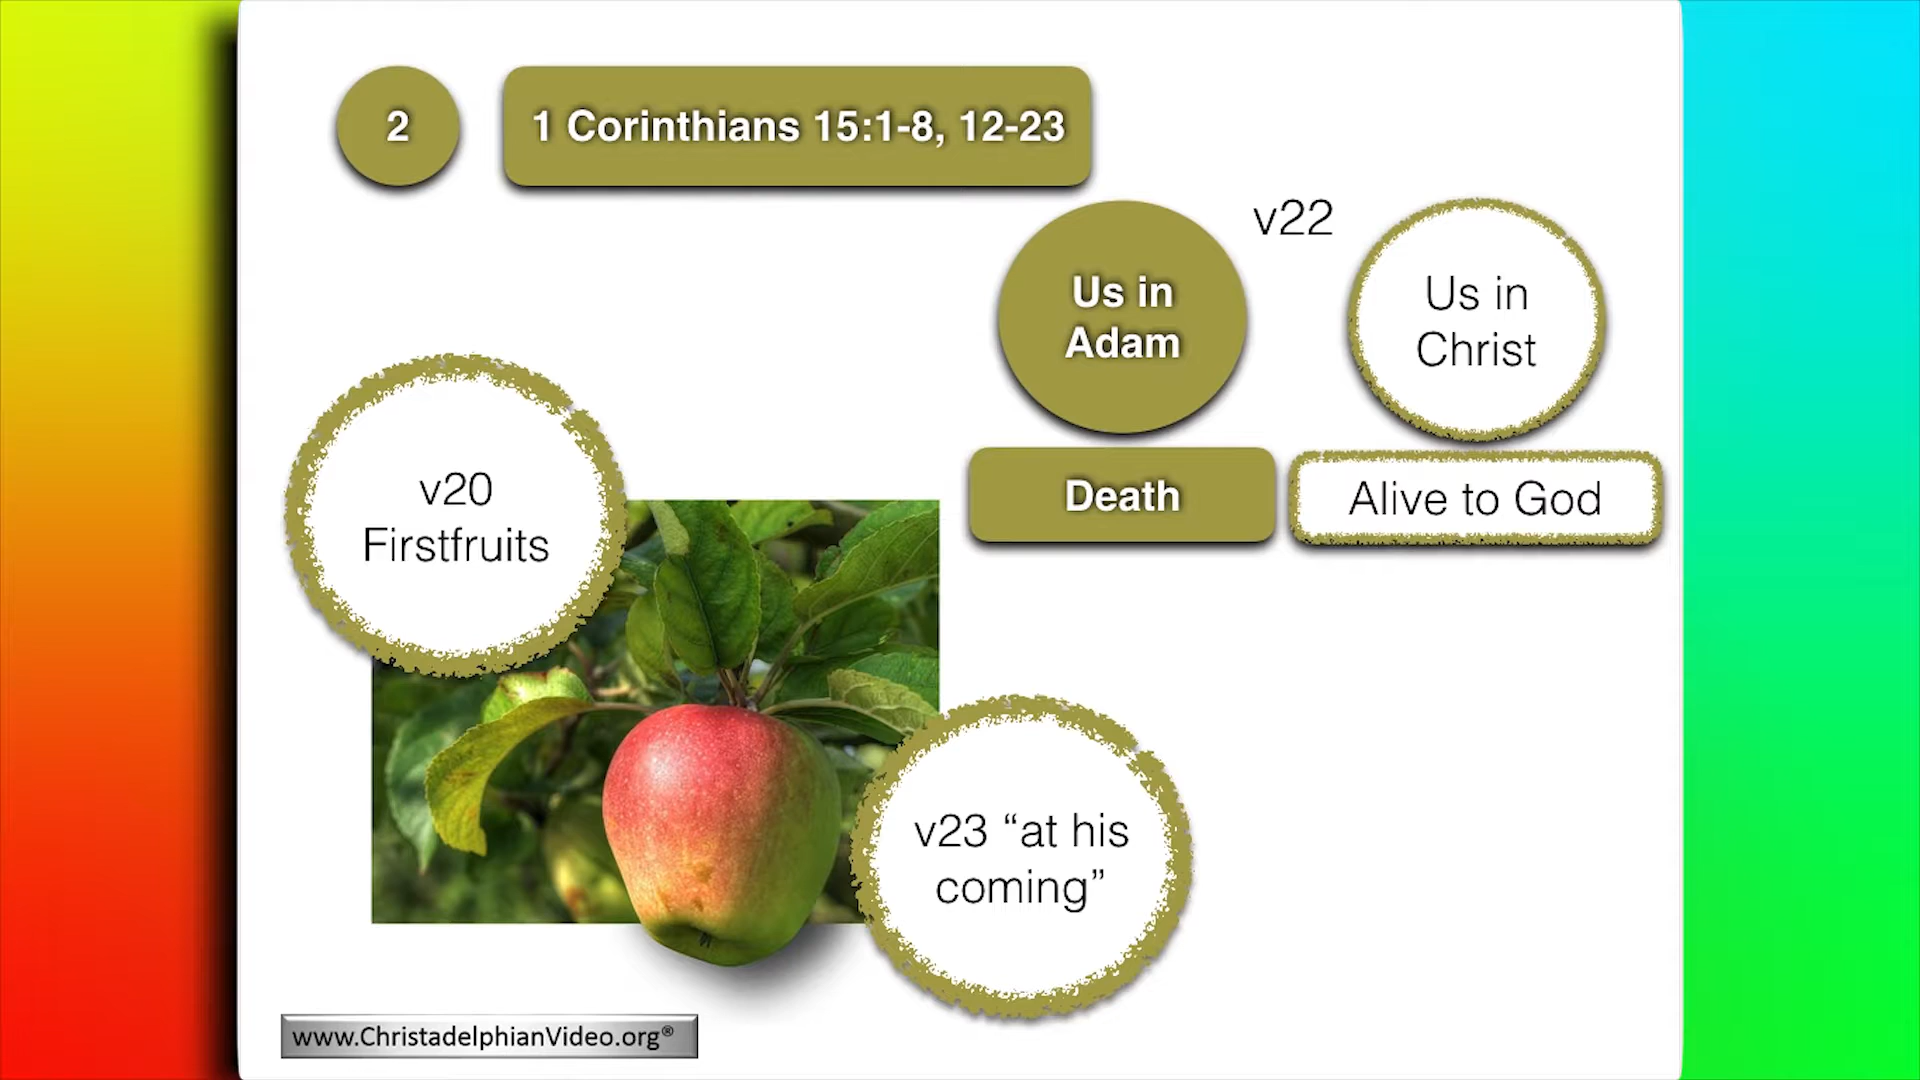 2
1 Corinthians 15:1-8, 12-23
v22
Us in
Adam
Us in
Christ
Death
Alive to God
v20
Firstfruits
v23 “at his
coming”
www.ChristadelphianVideo.org®